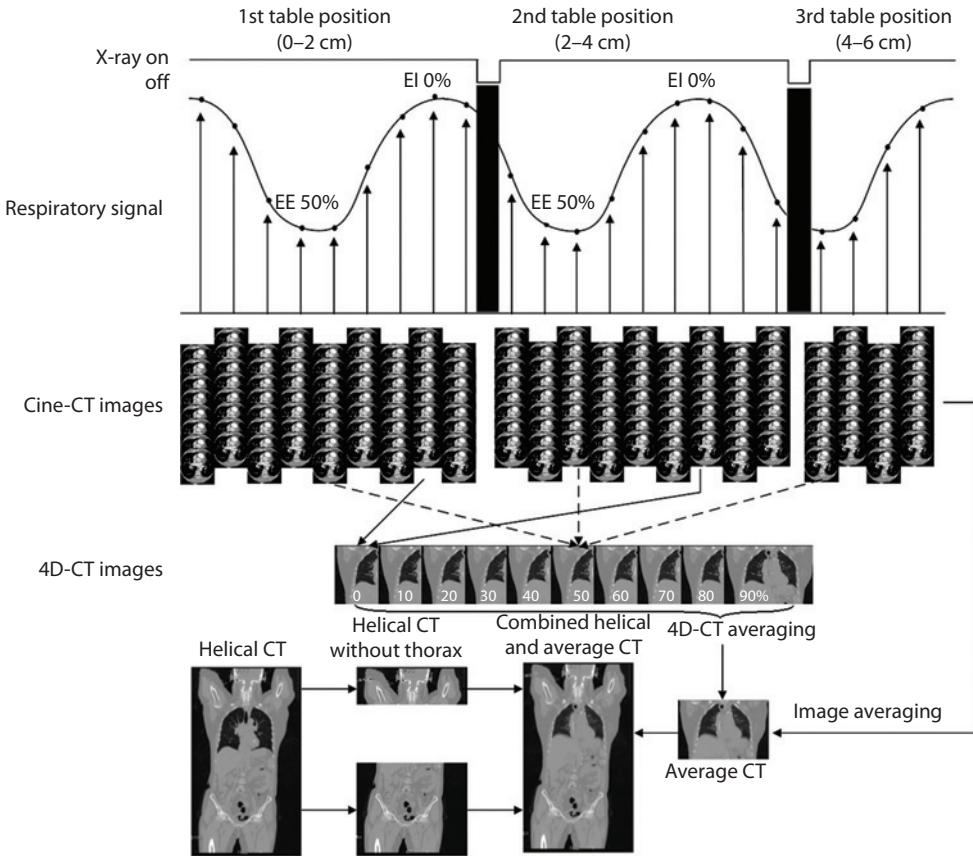 1st table position
(0–2 cm)
2nd table position
(2–4 cm)
3rd table position
(4–6 cm)
X-ray on
off
EI 0%
EI 0%
Respiratory signal
EE 50%
EE 50%
Cine-CT images
4D-CT images
0 10 20 30 40 50 60 70 80 90%
Helical CT
Helical CT
without thorax
Combined helical
and average CT
4D-CT averaging
Image averaging
Average CT